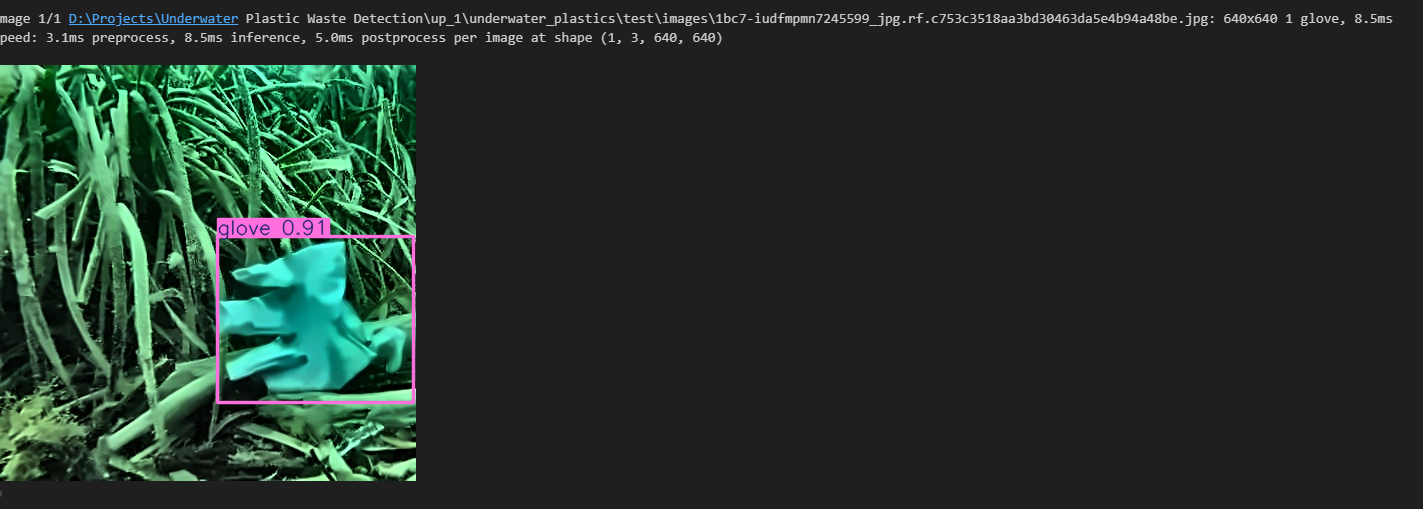 mage 1/1 D:\Projects\Underwater Plastic Waste Detection\up_1\underwater_plastics\test\images\1bc7-iudfmpmn7245599_jpg.rf.c753c3518aa3bd30463da5e4b94a48be.jpg: 640x640 1 glove, 8.5ms
peed: 3.1ms preprocess, 8.5ms inference, 5.0ms postprocess per image at shape (1, 3, 640, 640)
glove 0.91